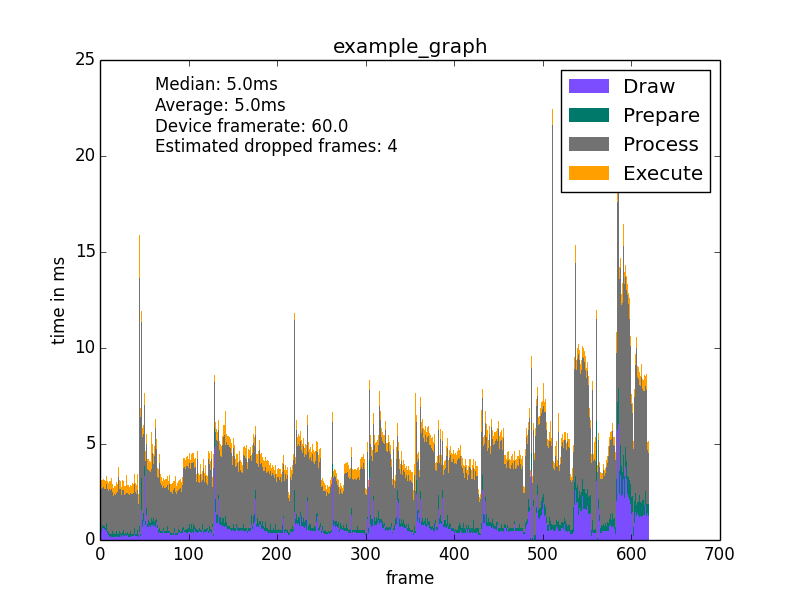 example_graph
25
20
15
10
5
0
time in ms
Median: 5.0ms
Average: 5.0ms
Device framerate: 60.0
Estimated dropped frames: 4
Draw
Prepare
Process
Execute
0 100 200 300 400 500 600 700
frame